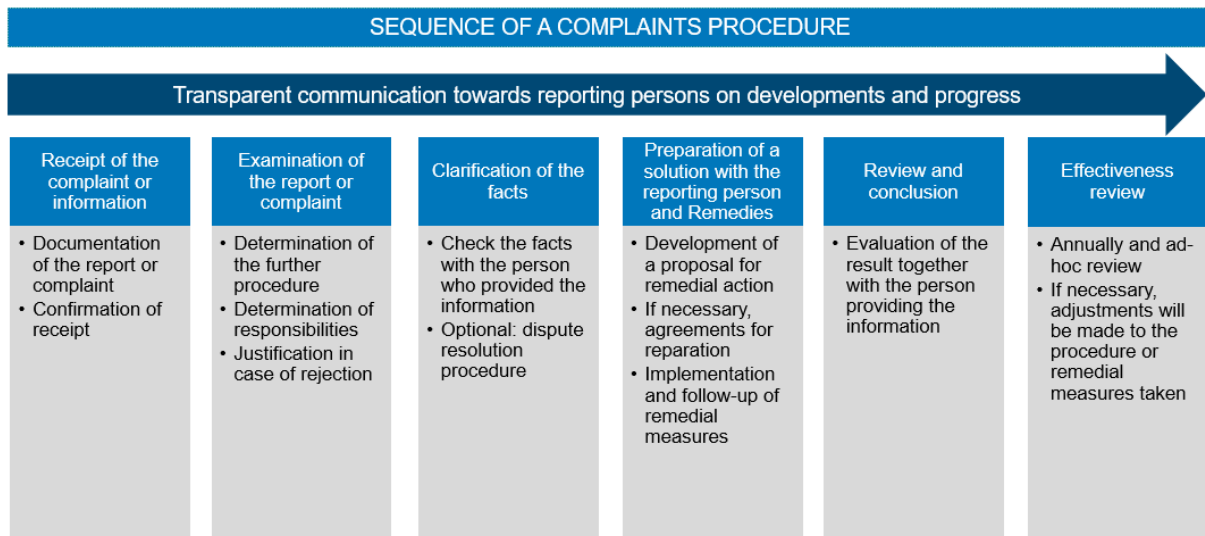 SEQUENCE OF A COMPLAINTS PROCEDURE
Transparent communication towards reporting persons on developments and progress
Receipt of the
complaint or
information
• Documentation
of the report or
complaint
• Confirmation of
receipt
Examination of
the report or
complaint
• Determination of
the further
procedure
• Determination of
responsibilities
• Justification in
case of rejection
Clarification of the
facts
• Check the facts
with the person
who provided the
information
• Optional: dispute
resolution
procedure
Preparation of a
solution with the
reporting person
and Remedies
• Development of
a proposal for
remedial action
• If necessary,
agreements for
reparation
• Implementation
and follow-up of
remedial
measures
Review and
conclusion
• Evaluation of the
result together
with the person
providing the
information
Effectiveness
review
• Annually and ad-
hoc review
• If necessary,
adjustments will
be made to the
procedure or
remedial
measures taken